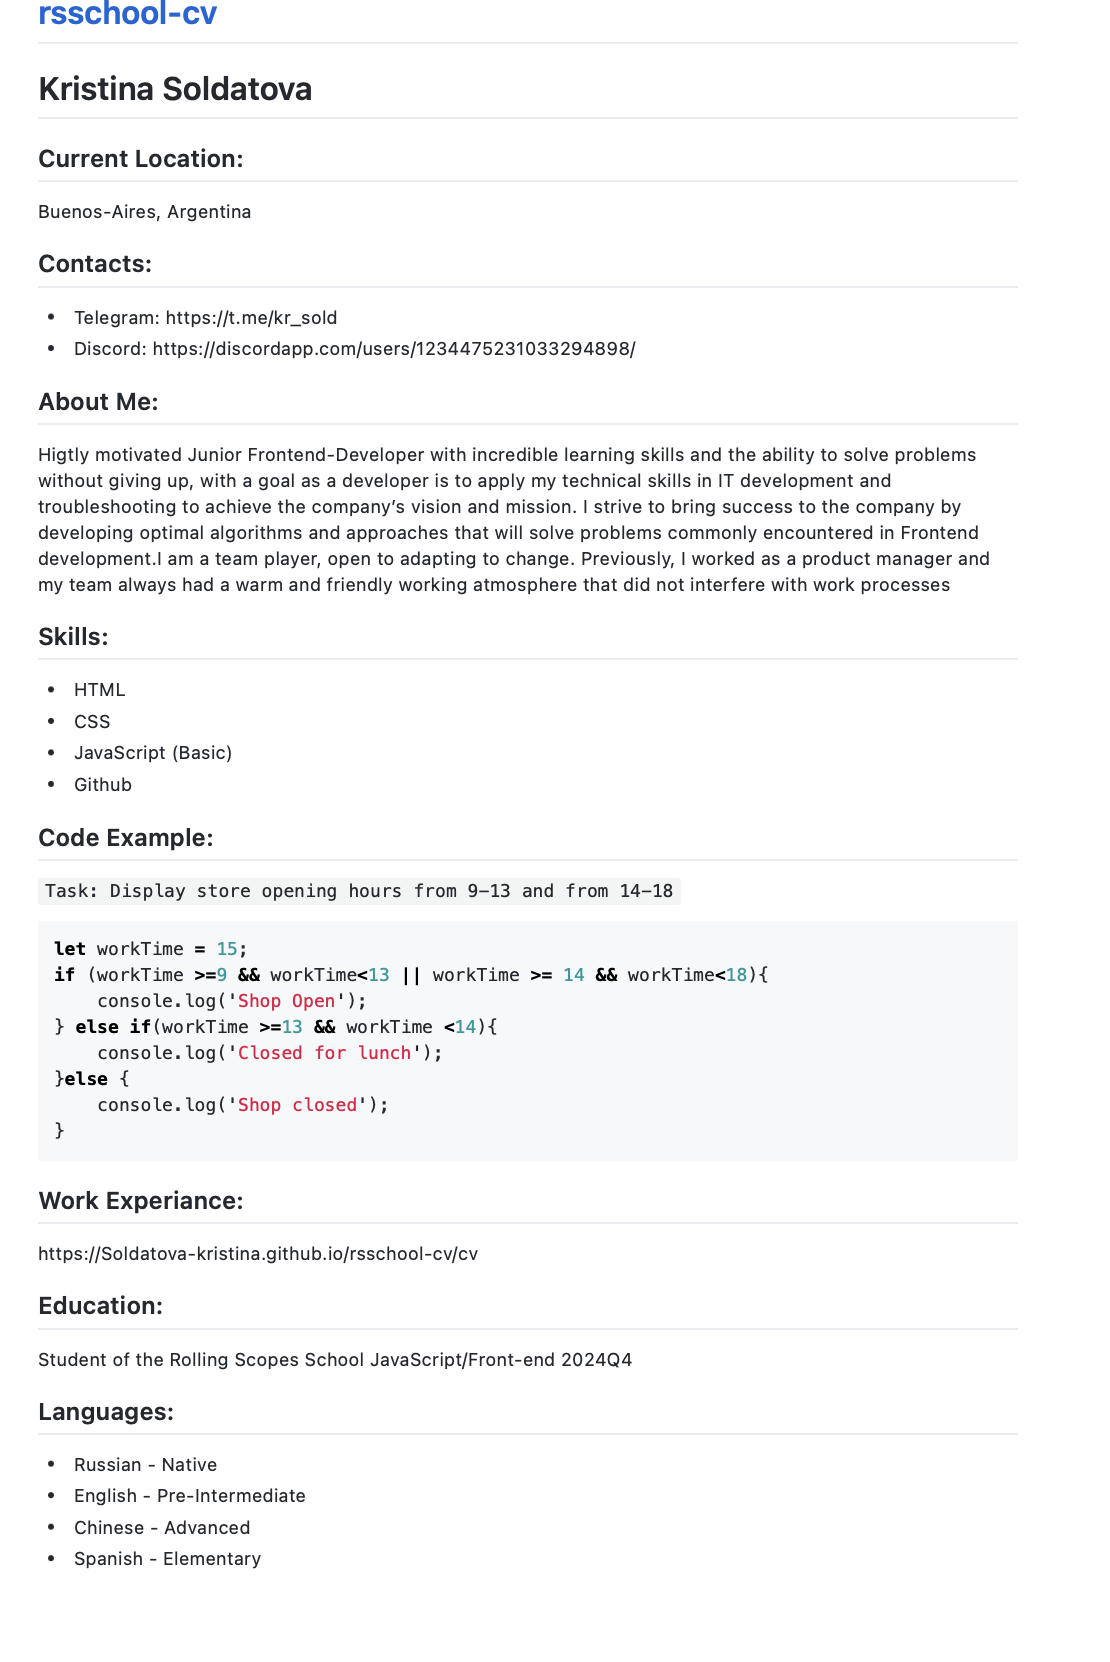 rsschool-cv
Kristina Soldatova
Current Location:
Buenos-Aires, Argentina
Contacts:
• Telegram: https://t.me/kr_sold
• Discord: https://discordapp.com/users/1234475231033294898/
About Me:
Higtly motivated Junior Frontend-Developer with incredible learning skills and the ability to solve problems
without giving up, with a goal as a developer is to apply my technical skills in IT development and
troubleshooting to achieve the company’s vision and mission. I strive to bring success to the company by
developing optimal algorithms and approaches that will solve problems commonly encountered in Frontend
development.I am a team player, open to adapting to change. Previously, I worked as a product manager and
my team always had a warm and friendly working atmosphere that did not interfere with work processes
Skills:
• HTML
• CSS
• JavaScript (Basic)
• Github
Code Example:
Task: Display store opening hours from 9–13 and from 14–18
let workTime = 15;
if (workTime >=9 && workTime<13 || workTime >= 14 && workTime<18){
    console.log('Shop Open');
} else if(workTime >=13 && workTime <14){
    console.log('Closed for lunch');
}else {
    console.log('Shop closed');
}
Work Experiance:
https://Soldatova-kristina.github.io/rsschool-cv/cv
Education:
Student of the Rolling Scopes School JavaScript/Front-end 2024Q4
Languages:
• Russian - Native
• English - Pre-Intermediate
• Chinese - Advanced
• Spanish - Elementary